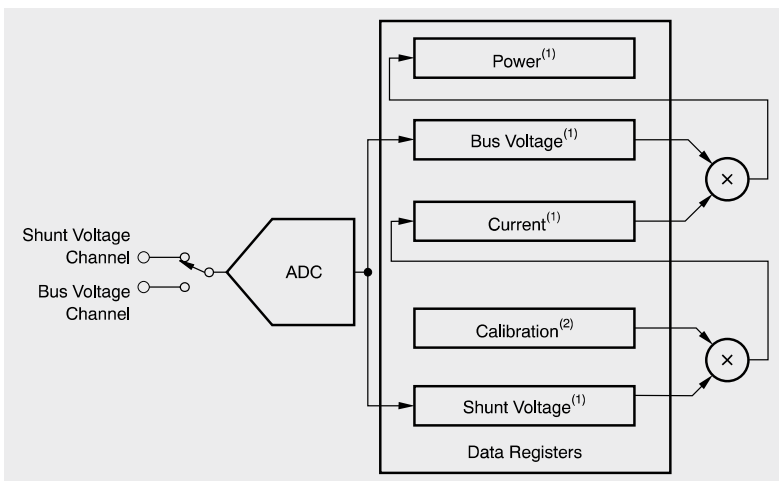 Power(1)
Bus Voltage(1)
×
Current(1)
Shunt Voltage
Channel
ADC
Bus Voltage
Channel
Calibration(2)
×
Shunt Voltage(1)
Data Registers